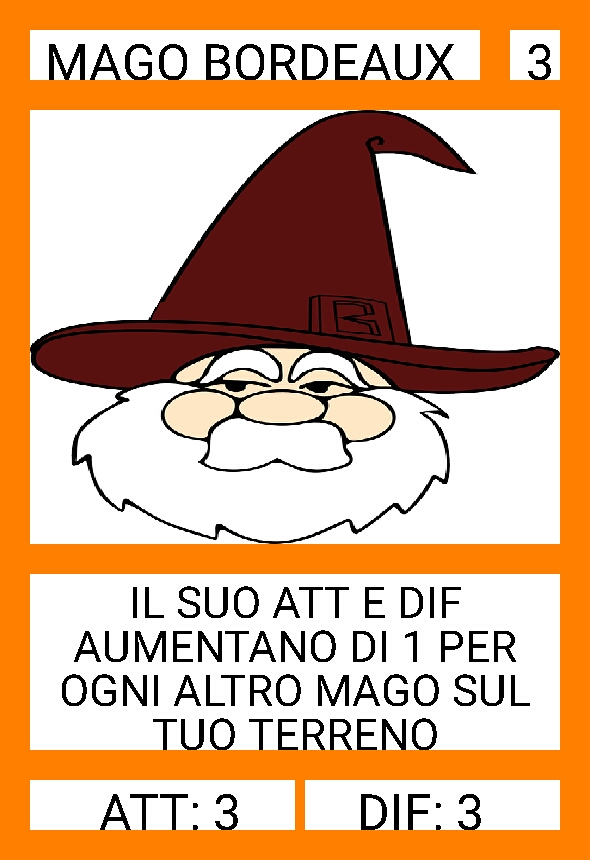 MAGO BORDEAUX 3
IL SUO ATT E DIF
AUMENTANO DI 1 PER
OGNI ALTRO MAGO SUL
TUO TERRENO
ATT: 3 DIF: 3